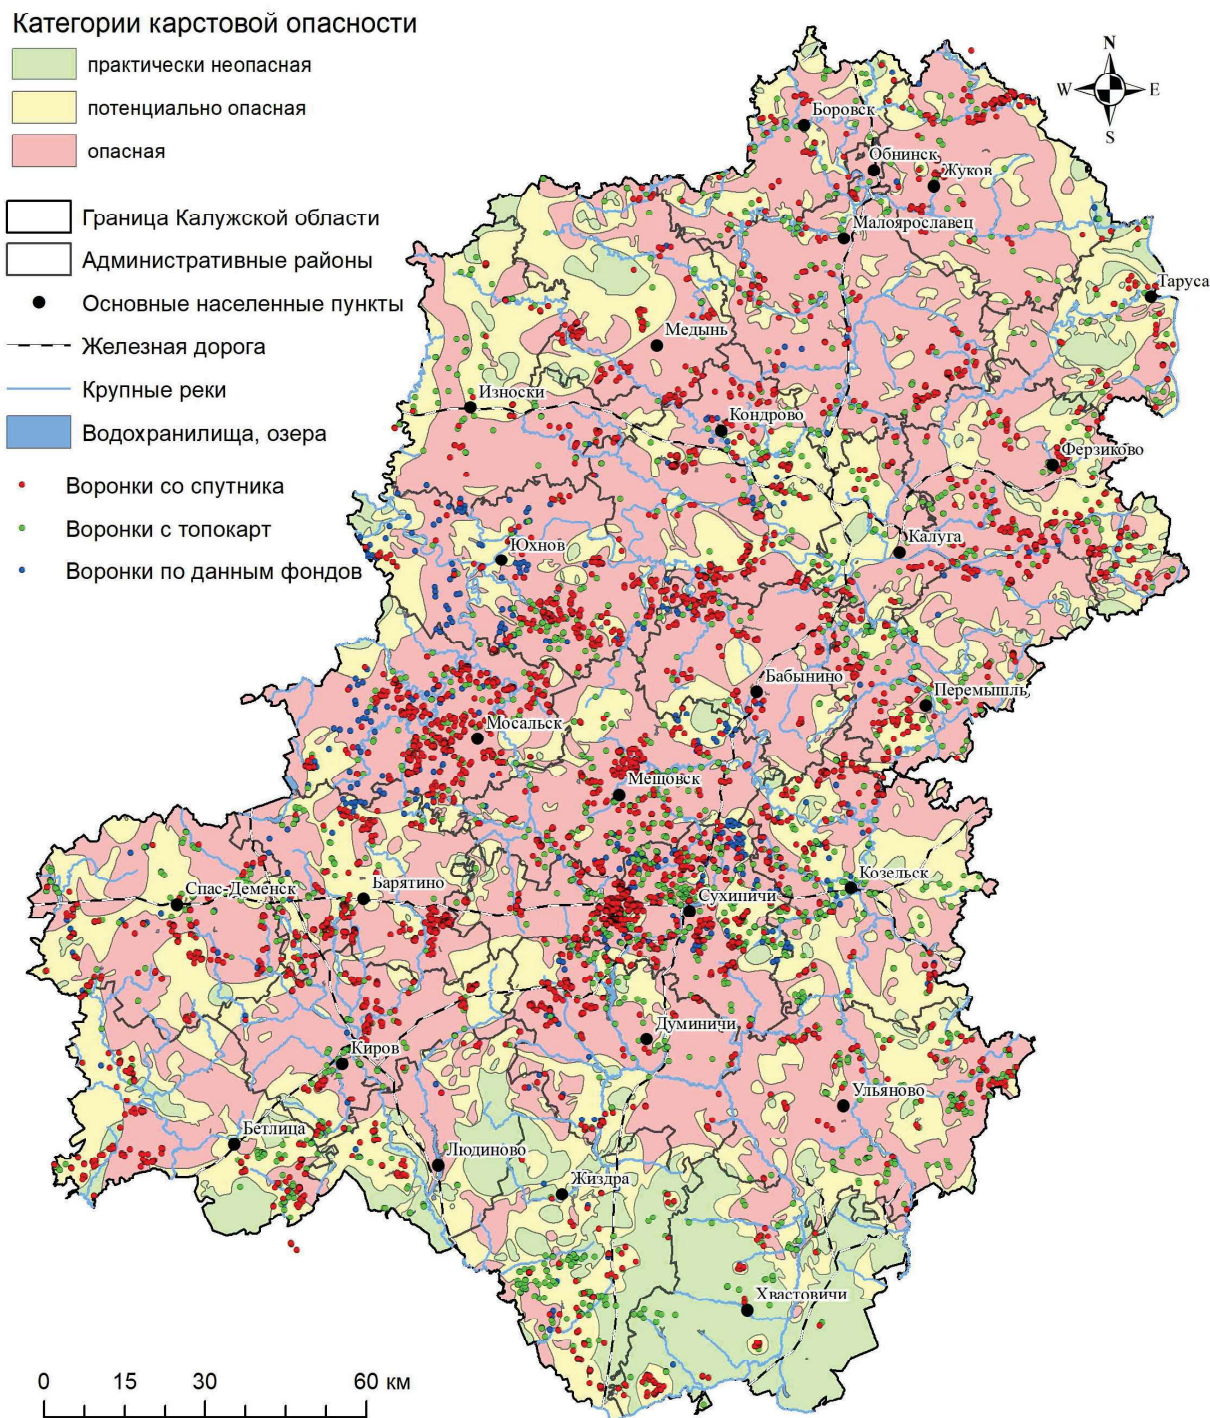 Категории карстовой опасности
практически неопасная
потенциально опасная
опасная
Граница Калужской области
Административные районы
Основные населенные пункты
Железная дорога
Крупные реки
Водохранилища, озера
Воронки со спутника
Воронки с топокарт
Воронки по данным фондов
N
W E
S
Боровск
Обнинск
Жуков
Малоярославец
Таруса
Медынь
Износки
Кондрово
Ферзиково
Калуга
Юхнов
Бабынино
Перемышль
Мосальск
Мещовск
Козельск
Спас-Деменск
Барятино
Сухиничи
Думиничи
Киров
Ульяново
Бетлица
Людиново
Жиздра
Хвастовичи
0 15 30 60 км